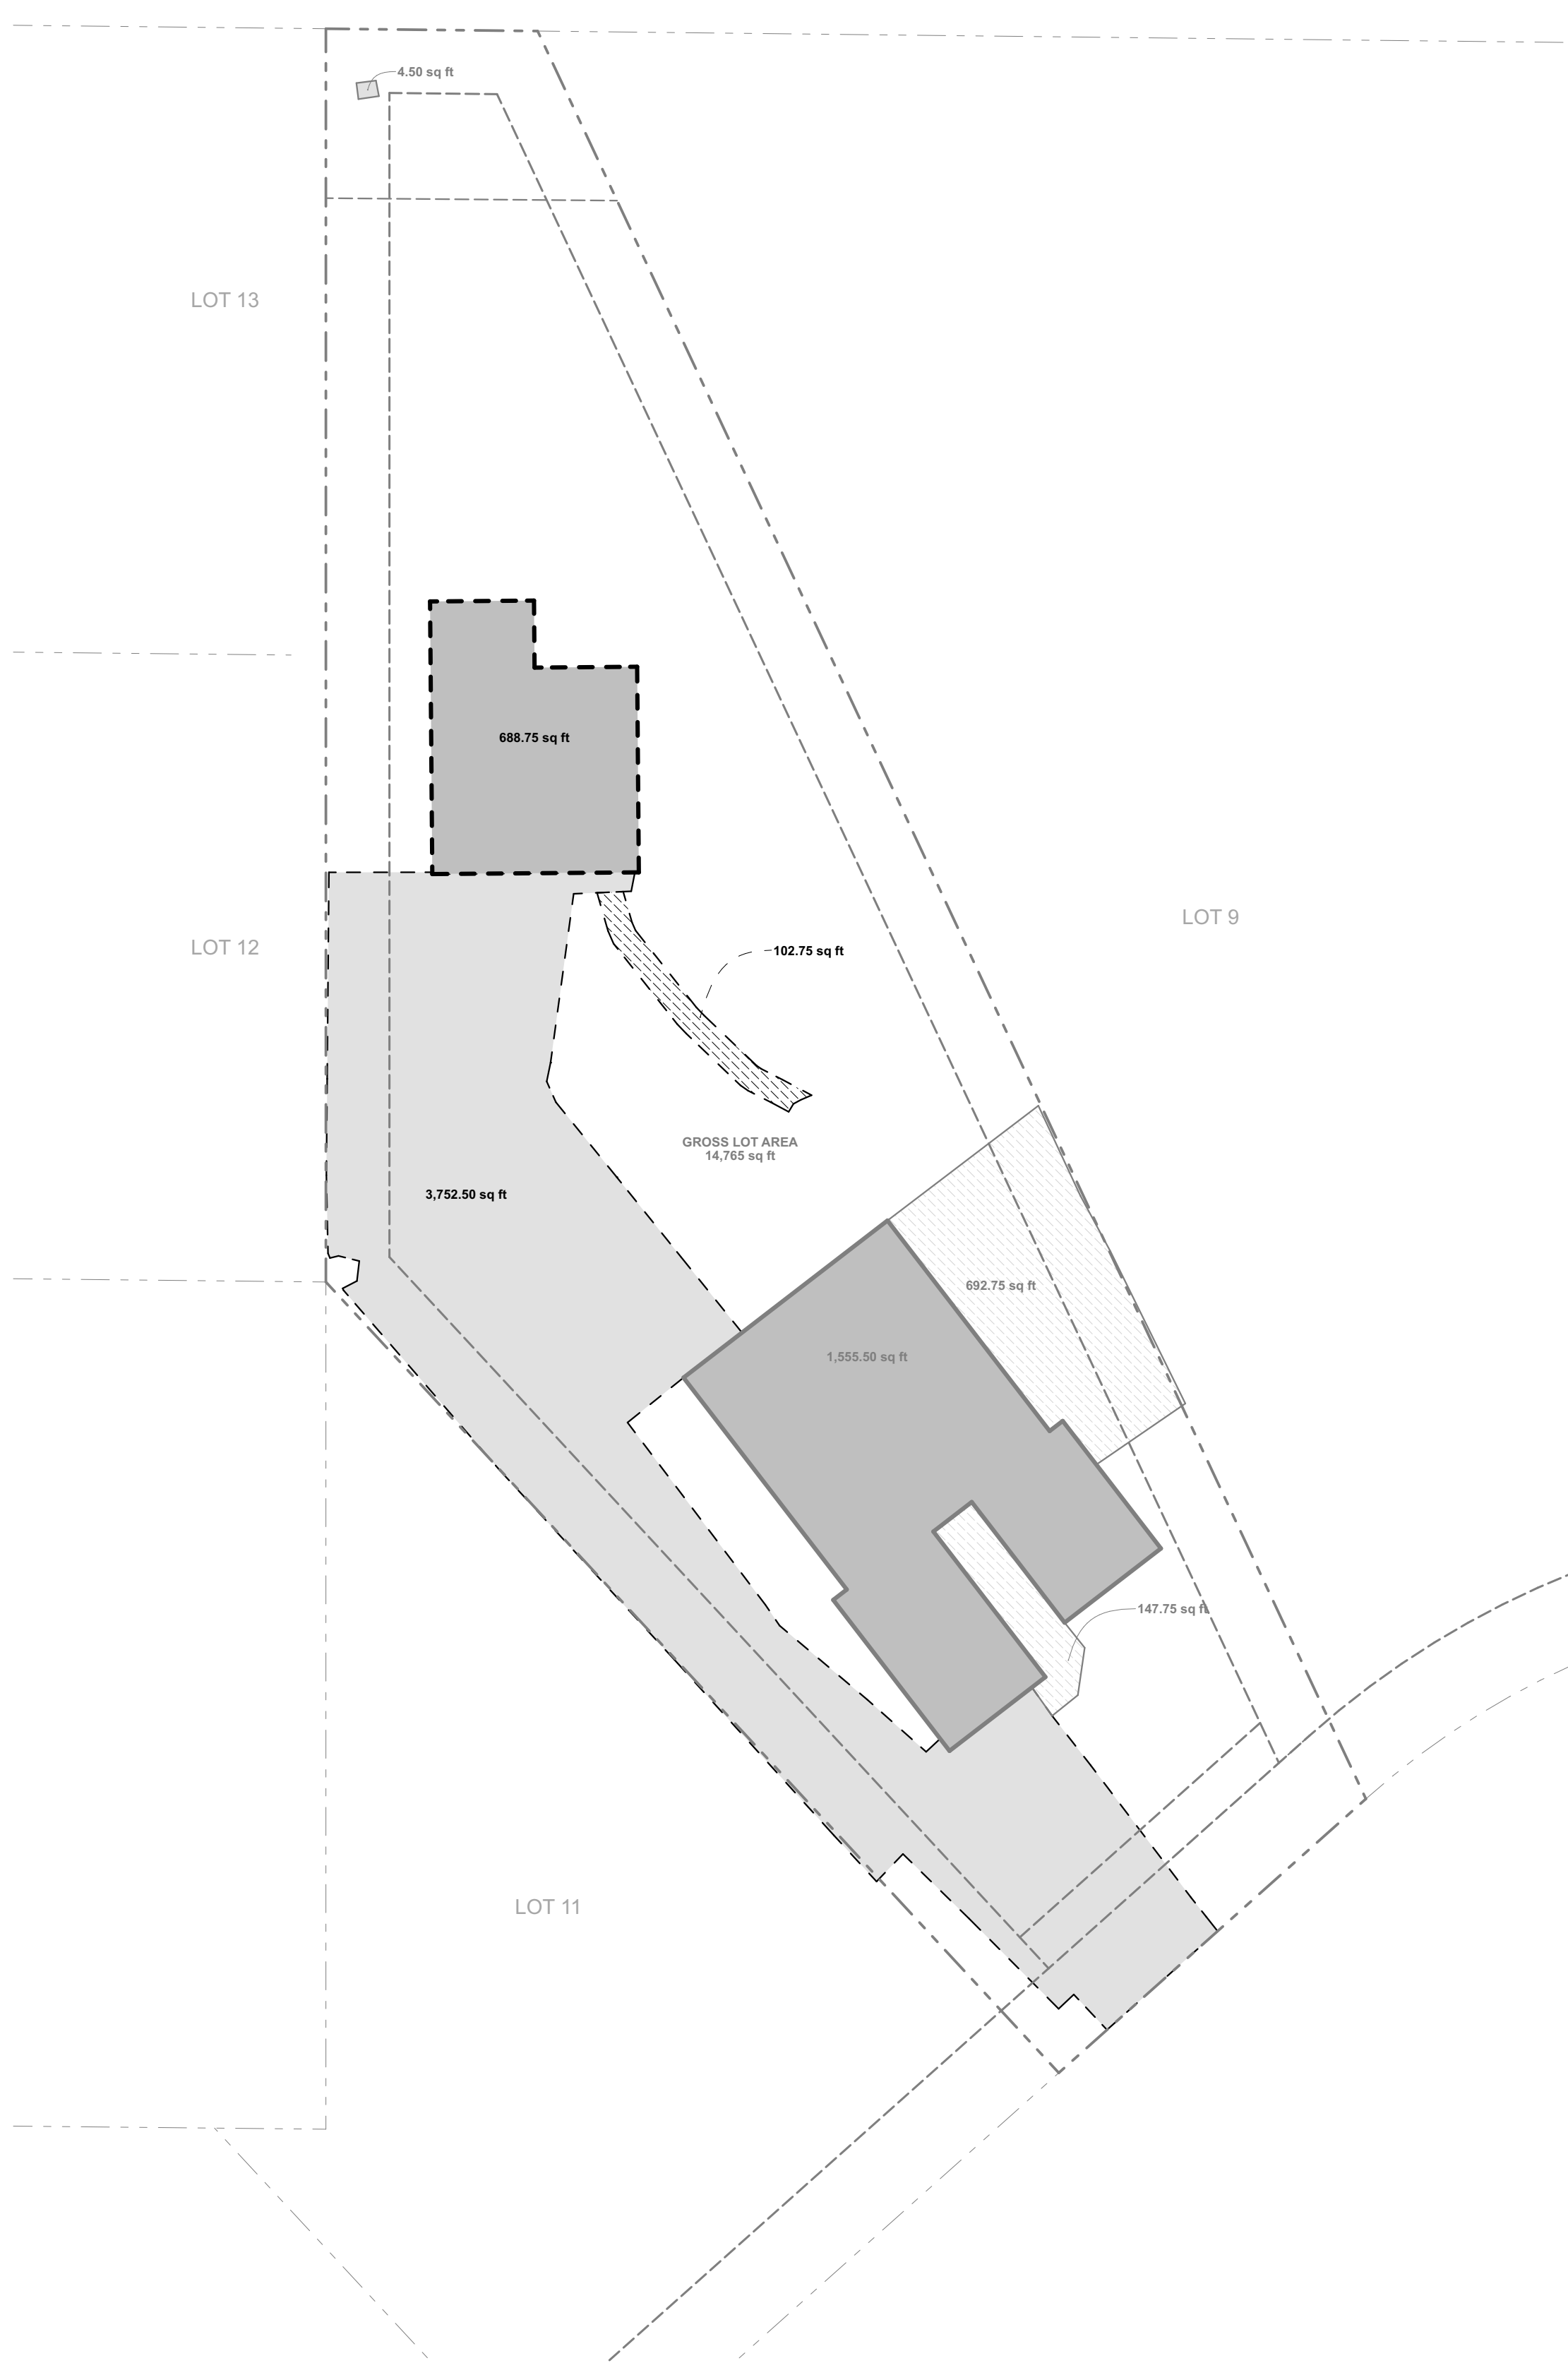 4.50 sq ft
LOT 13
688.75 sq ft
LOT 9
LOT 12
102.75 sq ft
GROSS LOT AREA
14,765 sq ft
3,752.50 sq ft
692.75 sq ft
1,555.50 sq ft
147.75 sq ft
LOT 11